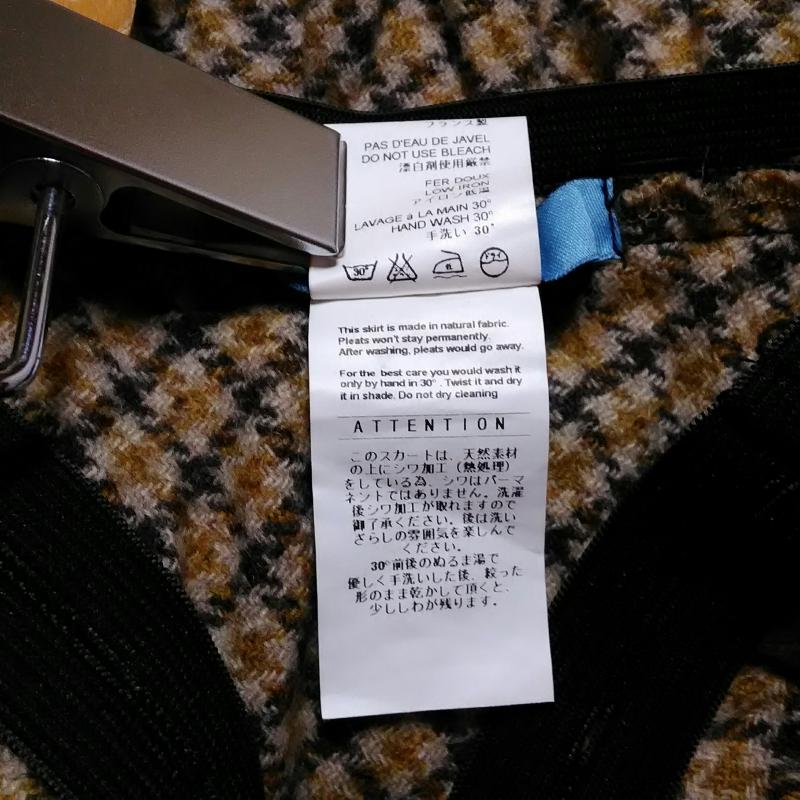 フランス製
PAS D'EAU DE JAVEL
DO NOT USE BLEACH
漂白剤使用厳禁
FER DOUX
LOW IRON
アイロン低温
LAVAGE à LA MAIN 30°
HAND WASH 30°
手洗い 30°
30° ドライ
This skirt is made in natural fabric.
Pleats won't stay permanently.
After washing, pleats would go away.
For the best care you would wash it
only by hand in 30° . Twist it and dry
it in shade. Do not dry cleaning
ATTENTION
このスカートは、天然素材
の上にシワ加工（熱処理）
をしている為、シワはパーマ
ネントではありません。洗濯
後シワ加工が取れますので
御了承ください。後は洗い
ざらしの雰囲気を楽しんで
ください。
30°前後のぬるま湯で
優しく手洗いした後、絞った
形のまま乾かして頂くと、
少ししわが残ります。